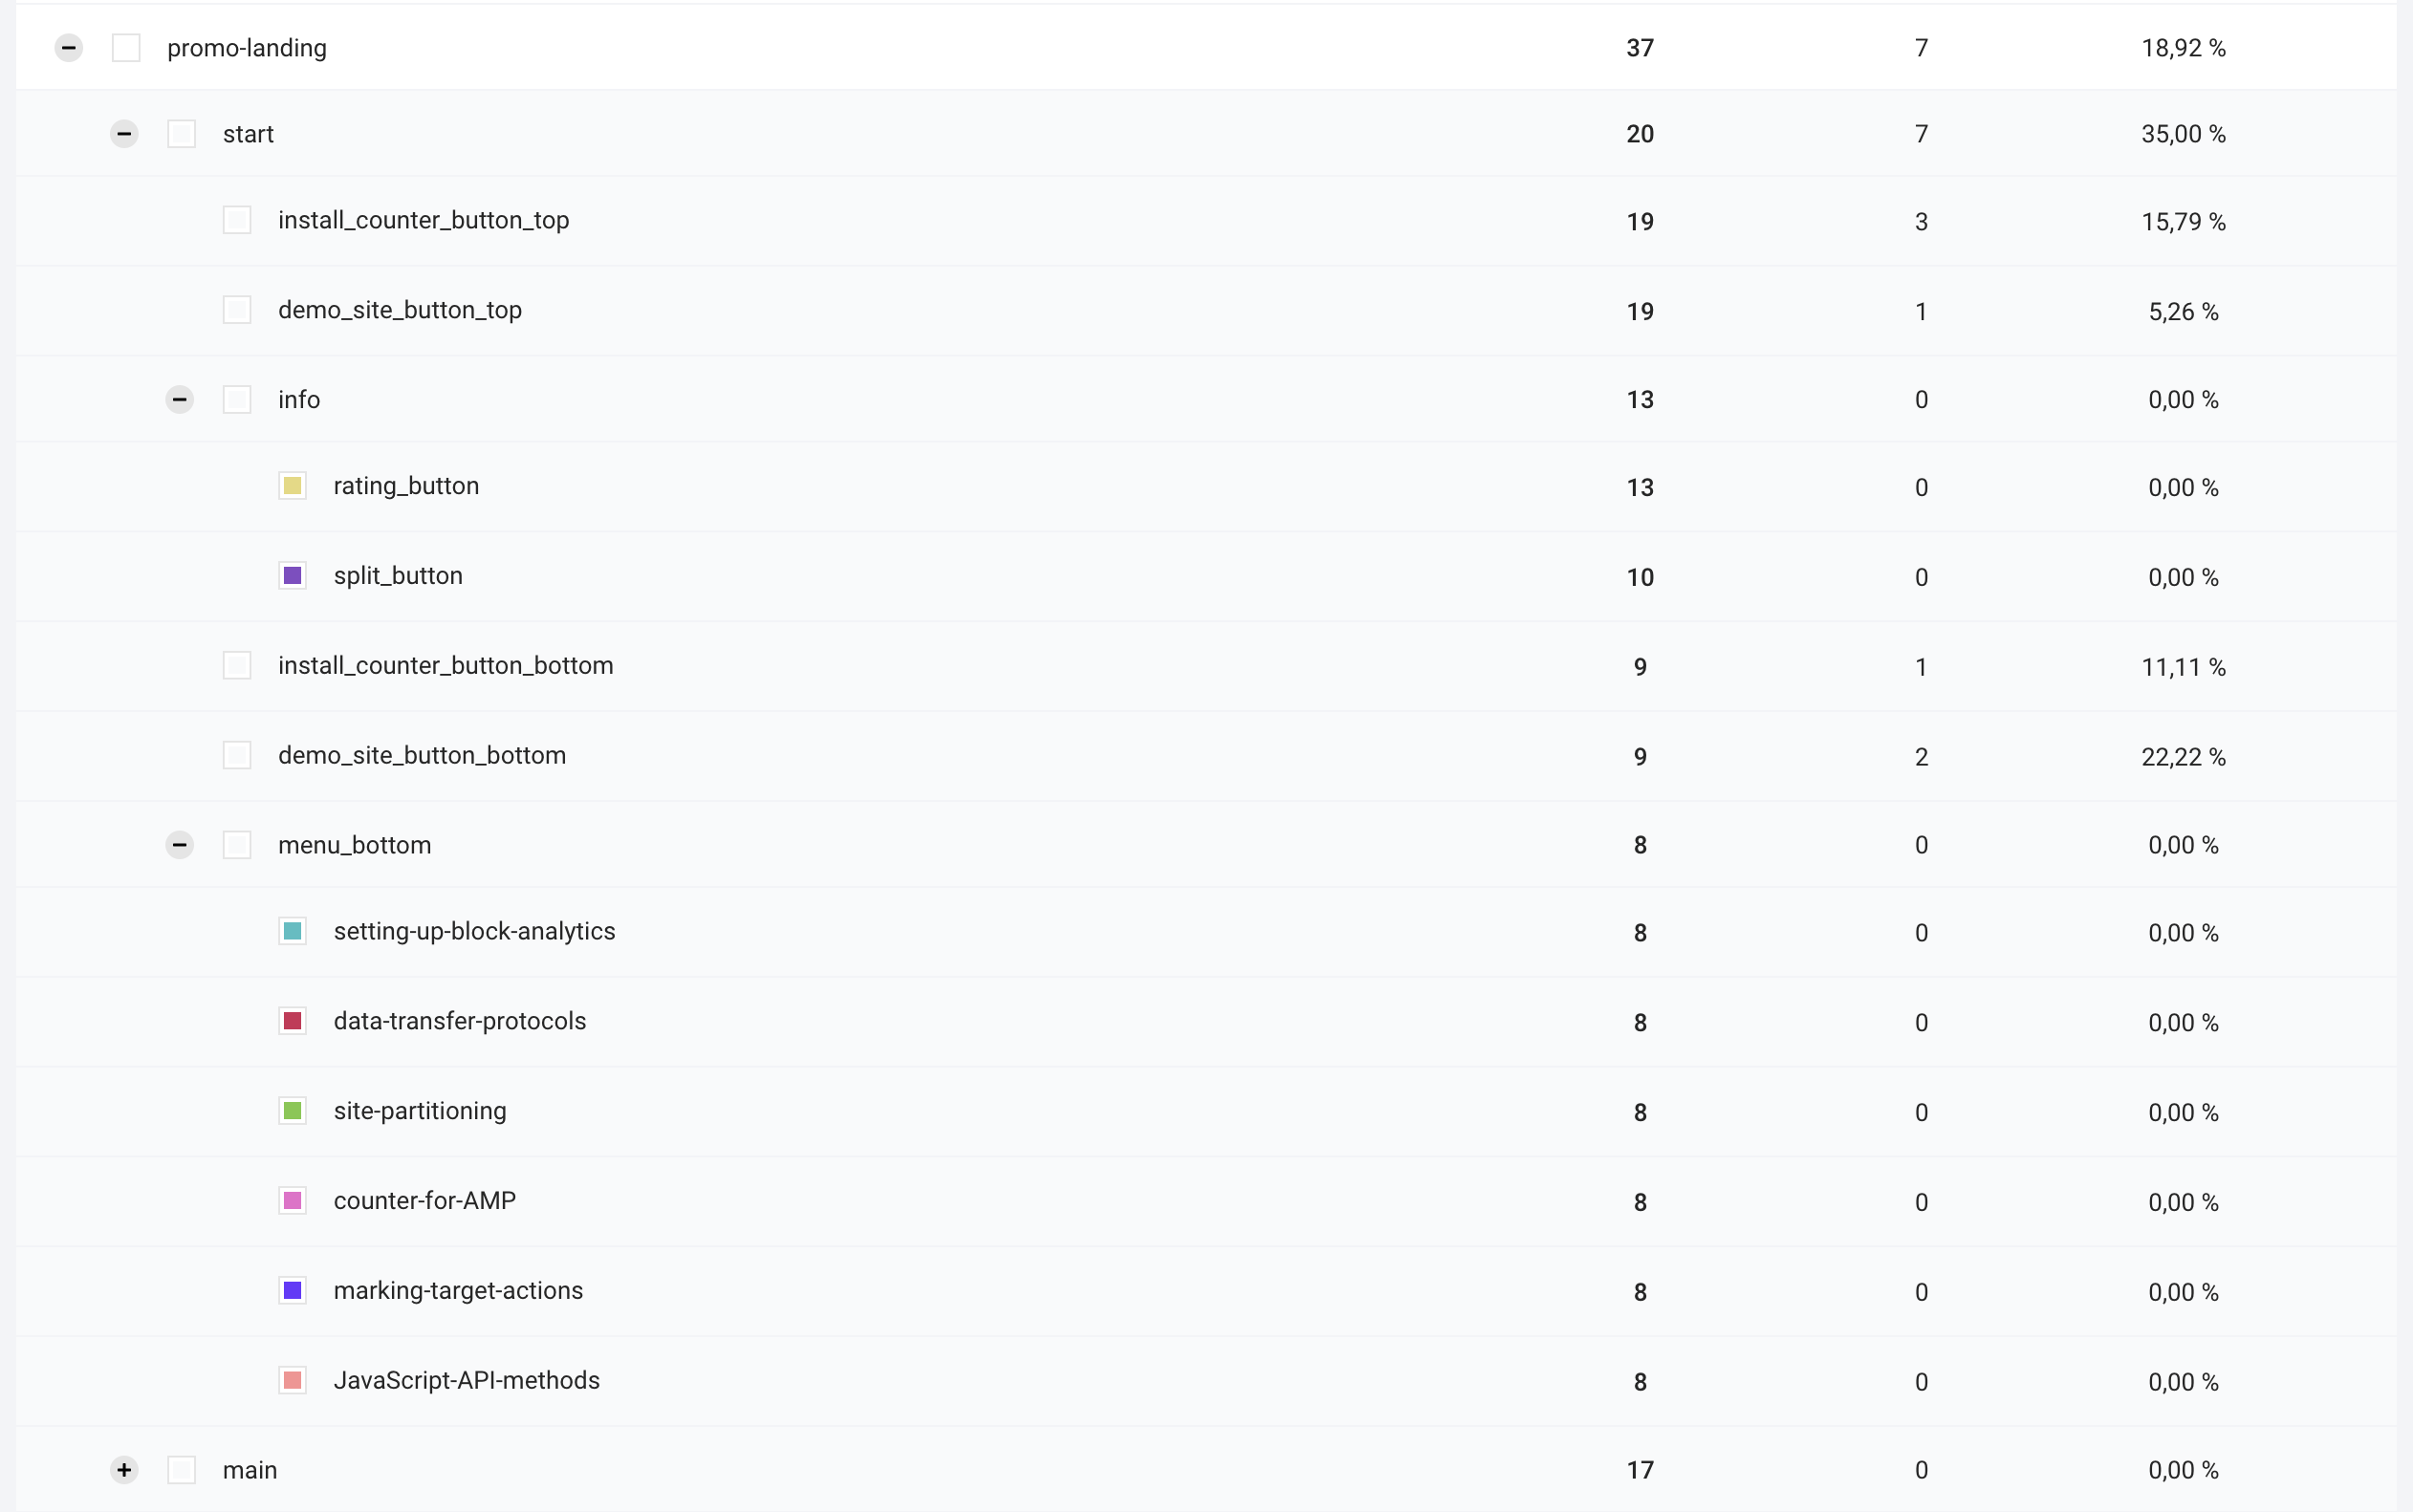 promo-landing 37 7 18,92 %
start 20 7 35,00 %
install_counter_button_top 19 3 15,79 %
demo_site_button_top 19 1 5,26 %
info 13 0 0,00 %
rating_button 13 0 0,00 %
split_button 10 0 0,00 %
install_counter_button_bottom 9 1 11,11 %
demo_site_button_bottom 9 2 22,22 %
menu_bottom 8 0 0,00 %
setting-up-block-analytics 8 0 0,00 %
data-transfer-protocols 8 0 0,00 %
site-partitioning 8 0 0,00 %
counter-for-AMP 8 0 0,00 %
marking-target-actions 8 0 0,00 %
JavaScript-API-methods 8 0 0,00 %
main 17 0 0,00 %